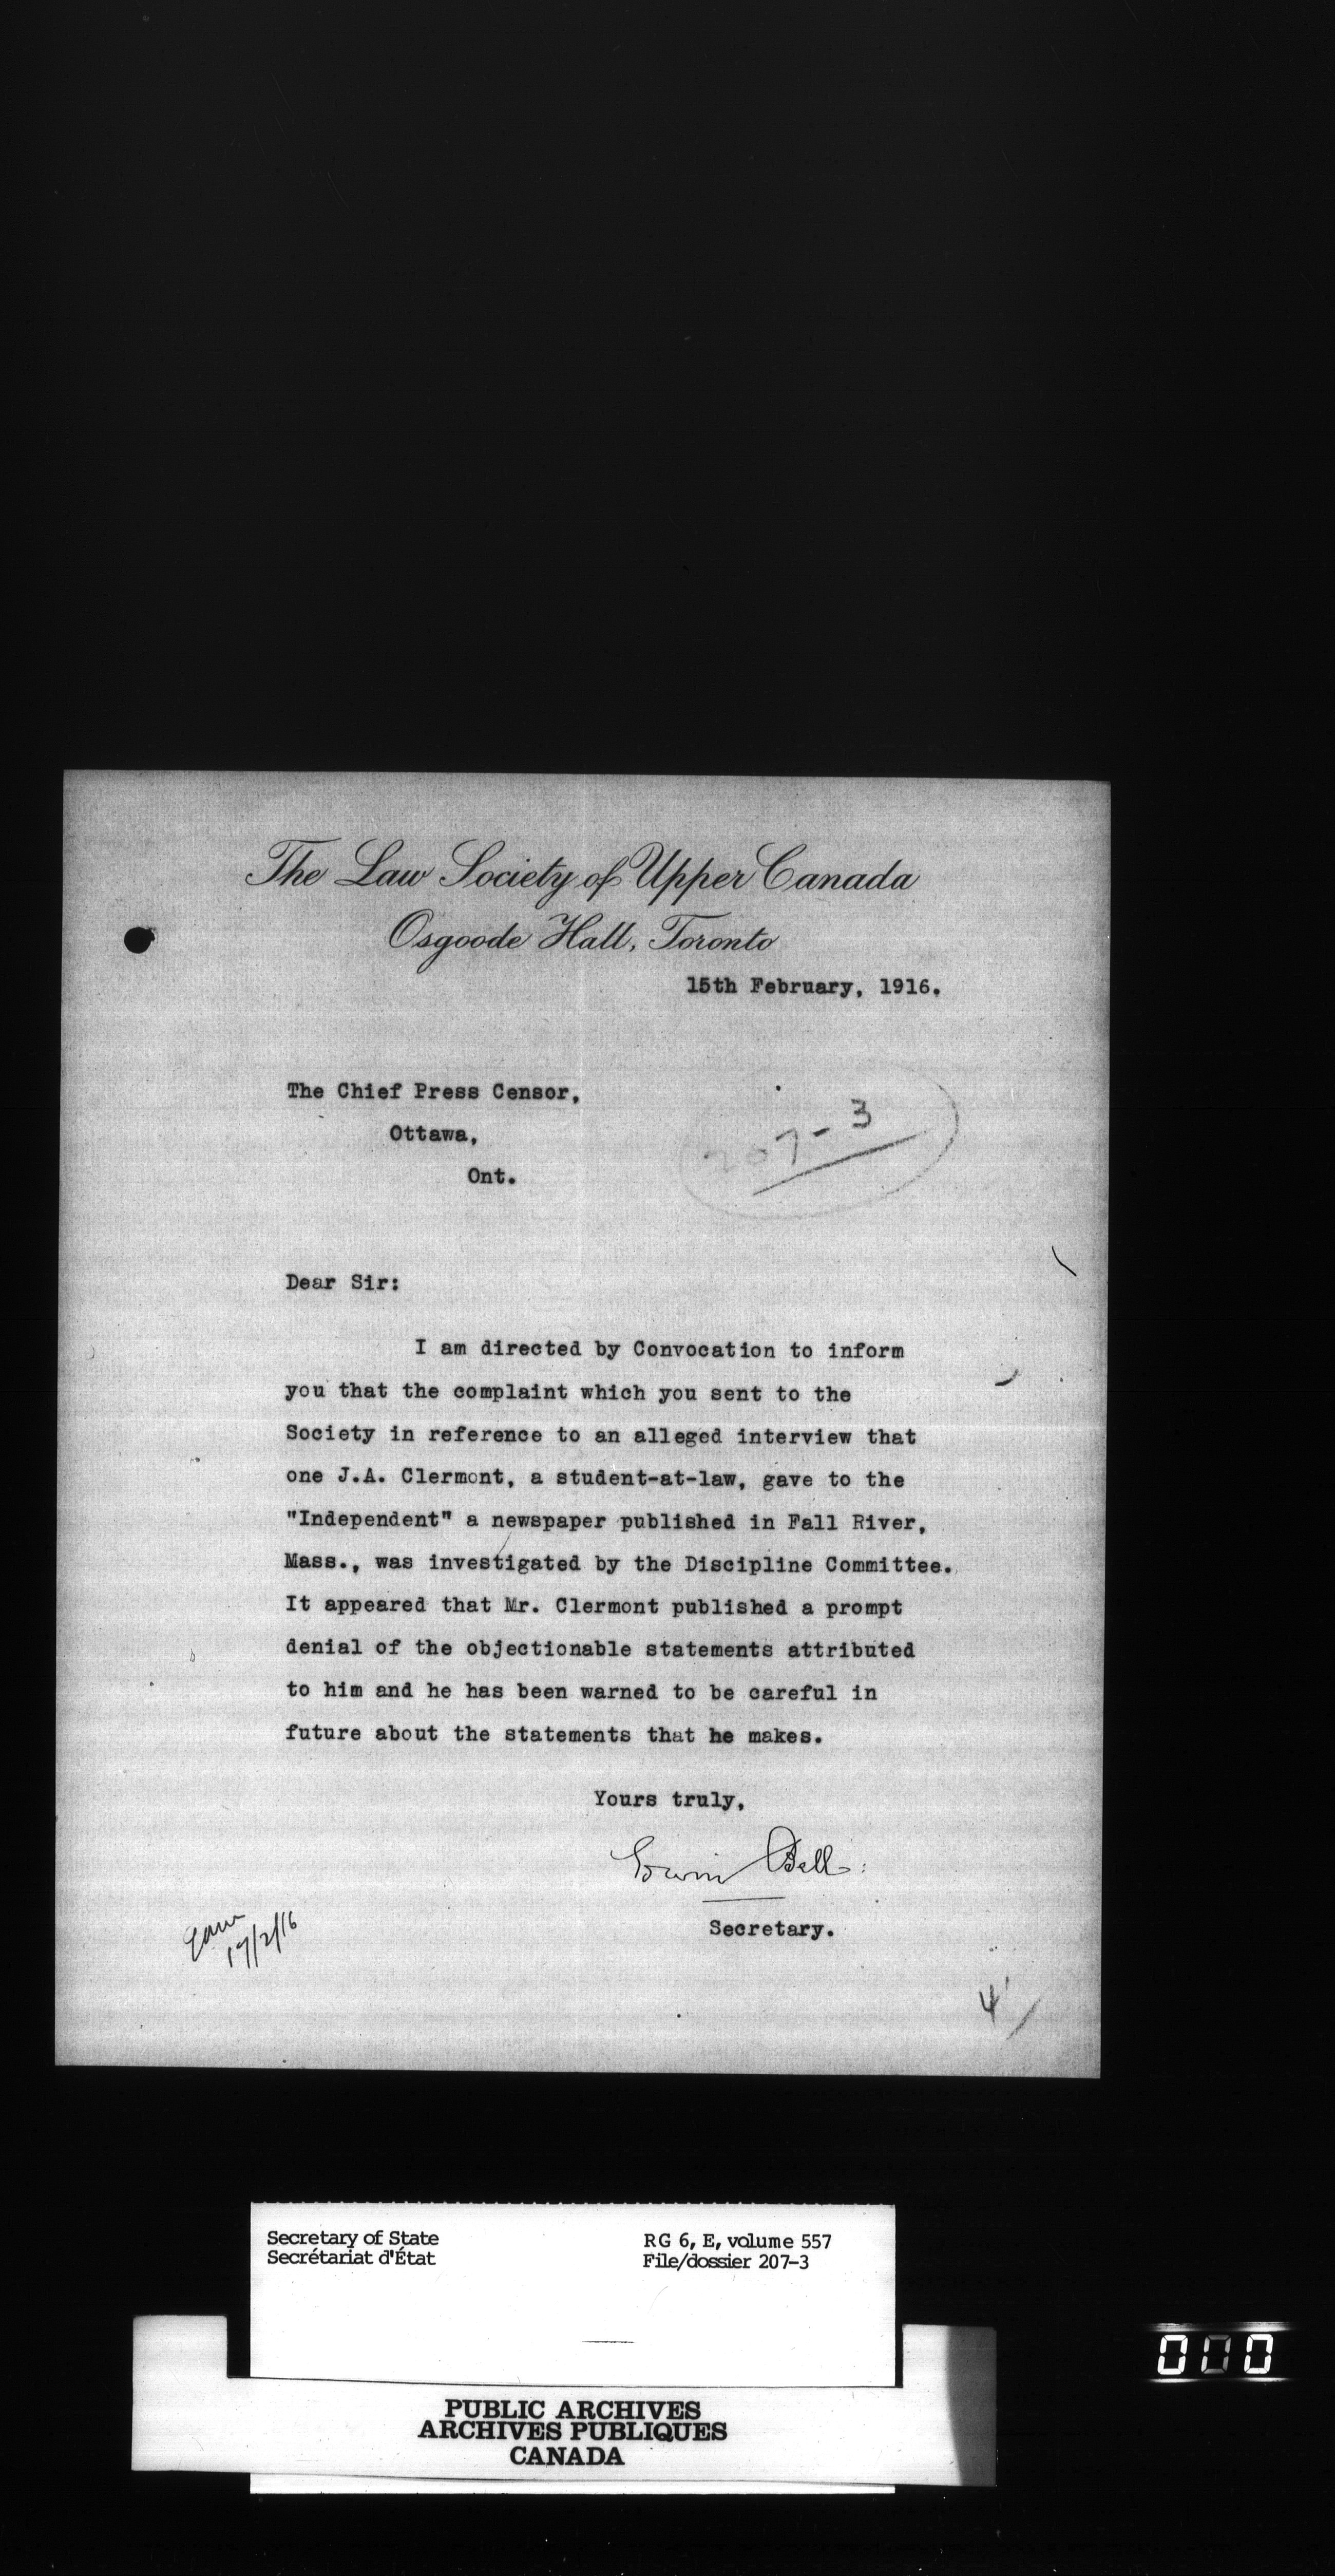 The Law Society of Upper Canada
Osgoode Hall, Toronto
15th February, 1916.
The Chief Press Censor,
Ottawa,
Ont.
207-3
Dear Sir:
I am directed by Convocation to inform
you that the complaint which you sent to the
Society in reference to an alleged interview that
one J.A. Clermont, a student-at-law, gave to the
"Independent" a newspaper published in Fall River,
Mass., was investigated by the Discipline Committee.
It appeared that Mr. Clermont published a prompt
denial of the objectionable statements attributed
to him and he has been warned to be careful in
future about the statements that he makes.
Yours truly,
Edwin Bell
Secretary.
17/2/16
4
Secretary of State
Secrétariat d'État
RG 6, E, volume 557
File/dossier 207-3
PUBLIC ARCHIVES
ARCHIVES PUBLIQUES
CANADA
000